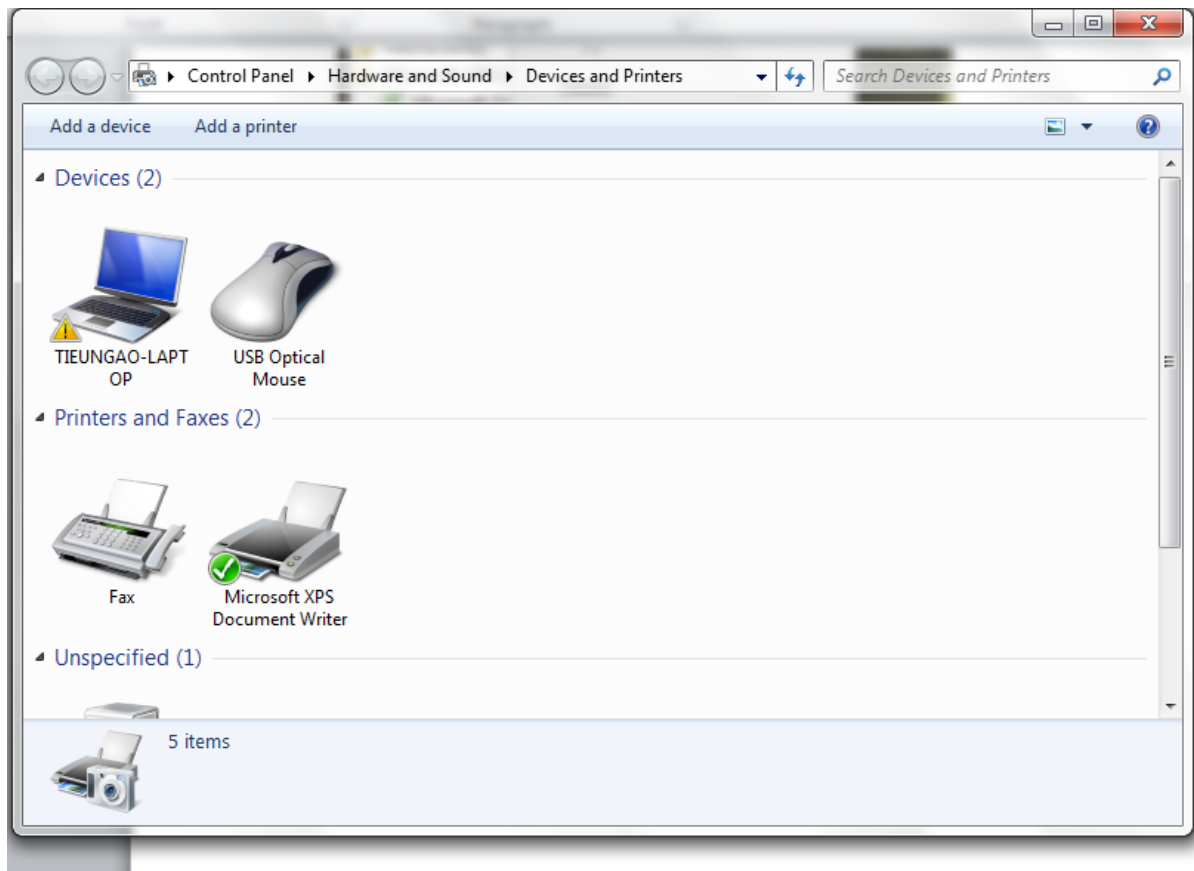 Control Panel Hardware and Sound Devices and Printers
Search Devices and Printers
Add a device Add a printer
Devices (2)
TIEUNGAO-LAPT
OP
USB Optical
Mouse
Printers and Faxes (2)
Fax
Microsoft XPS
Document Writer
Unspecified (1)
5 items